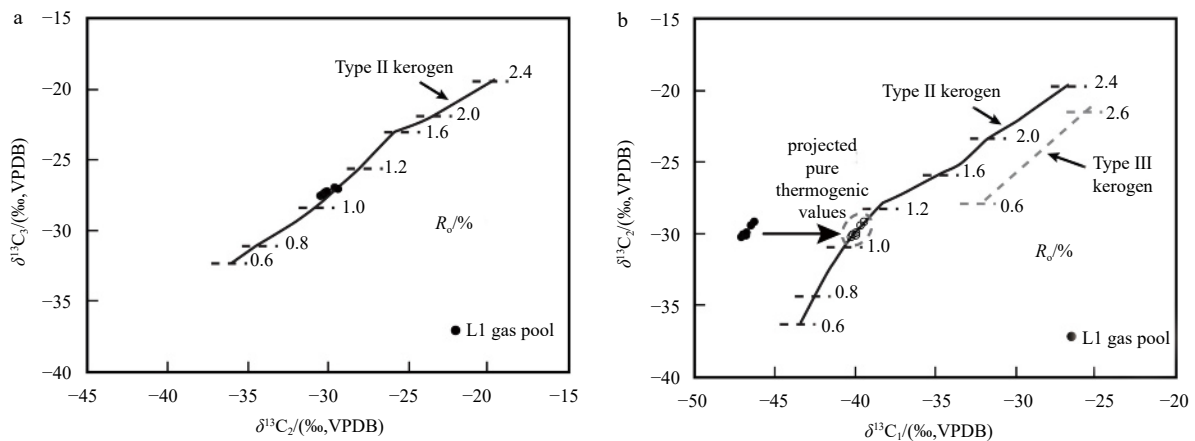 a
−15
−20
−25
−30
−35
−40
δ¹³C₃/(‰,VPDB)
Type II kerogen
2.4
2.0
1.6
1.2
1.0
0.8
0.6
Rₒ/%
L1 gas pool
−45
−40
−35
−30
−25
−20
−15
δ¹³C₂/(‰,VPDB)
b
−15
−20
−25
−30
−35
−40
δ¹³C₂/(‰,VPDB)
Type II kerogen
2.4
2.6
2.0
Type III
kerogen
projected
pure
thermogenic
values
1.6
0.6
1.2
1.0
0.8
0.6
Rₒ/%
L1 gas pool
−50
−45
−40
−35
−30
−25
−20
δ¹³C₁/(‰,VPDB)